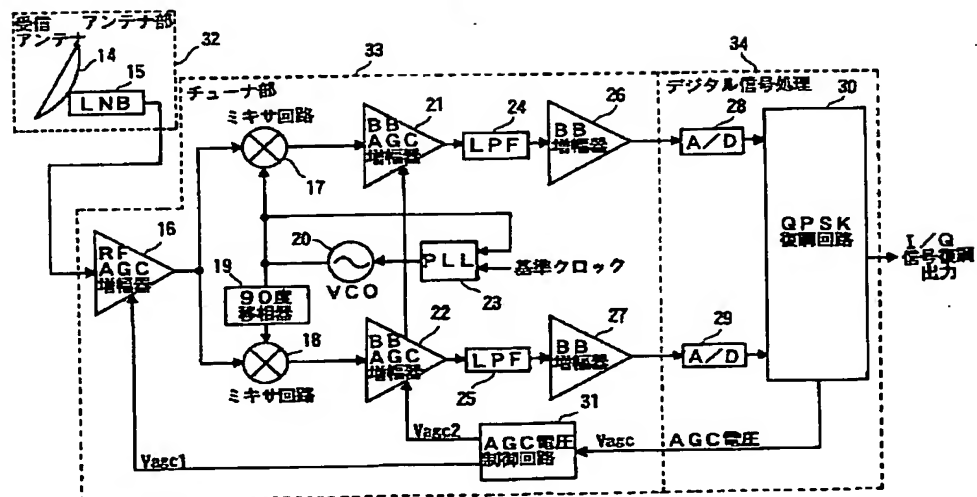 受信
アンテナ
アンテナ部
32
14
15
LNB
33
34
チューナ部
デジタル信号処理
ミキサ回路
17
21
BB
AGC
増幅器
24
LPF
26
BB
増幅器
28
A/D
30
QPSK
復調回路
I/Q
信号復調
出力
16
RF
AGC
増幅器
20
VCO
PLL
23
基準クロック
19
90度
移相器
18
ミキサ回路
22
BB
AGC
増幅器
LPF
25
27
BB
増幅器
29
A/D
31
AGC電圧
制御回路
Vagc2
Vagc1
Vagc
AGC電圧